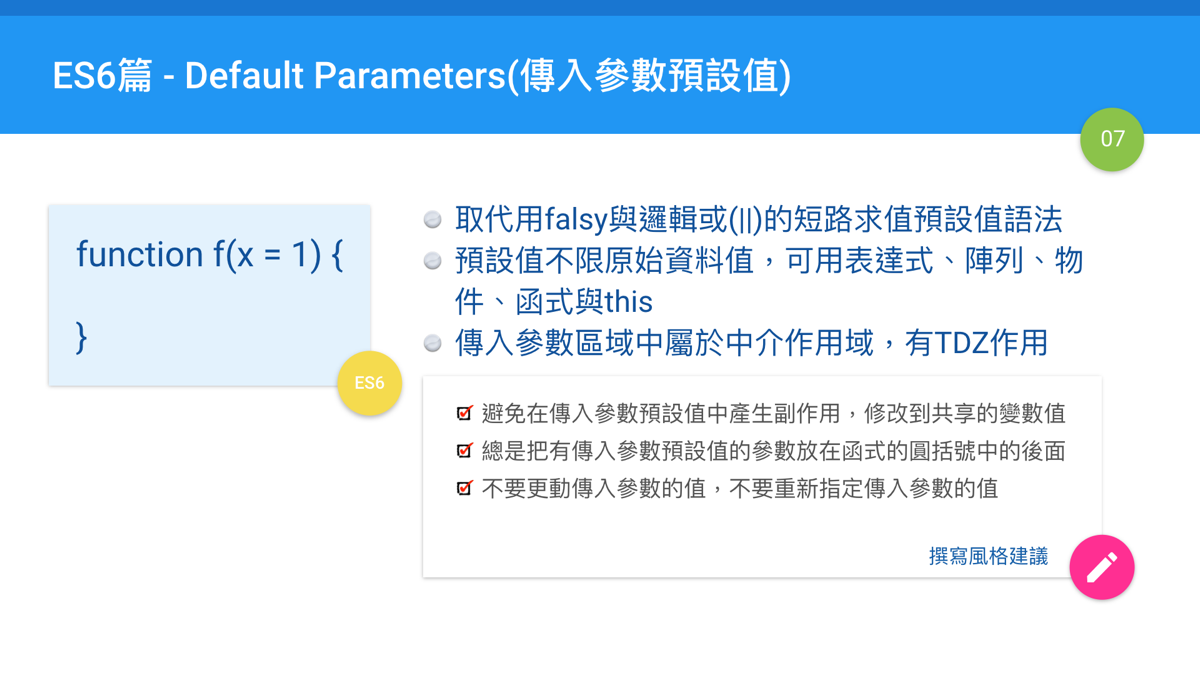 ES6篇 - Default Parameters(傳入參數預設值)
07
function f(x = 1) {
}
ES6
取代用falsy與邏輯或(||)的短路求值預設值語法
預設值不限原始資料值，可用表達式、陣列、物
件、函式與this
傳入參數區域中屬於中介作用域，有TDZ作用
避免在傳入參數預設值中產生副作用，修改到共享的變數值
總是把有傳入參數預設值的參數放在函式的圓括號中的後面
不要更動傳入參數的值，不要重新指定傳入參數的值
撰寫風格建議